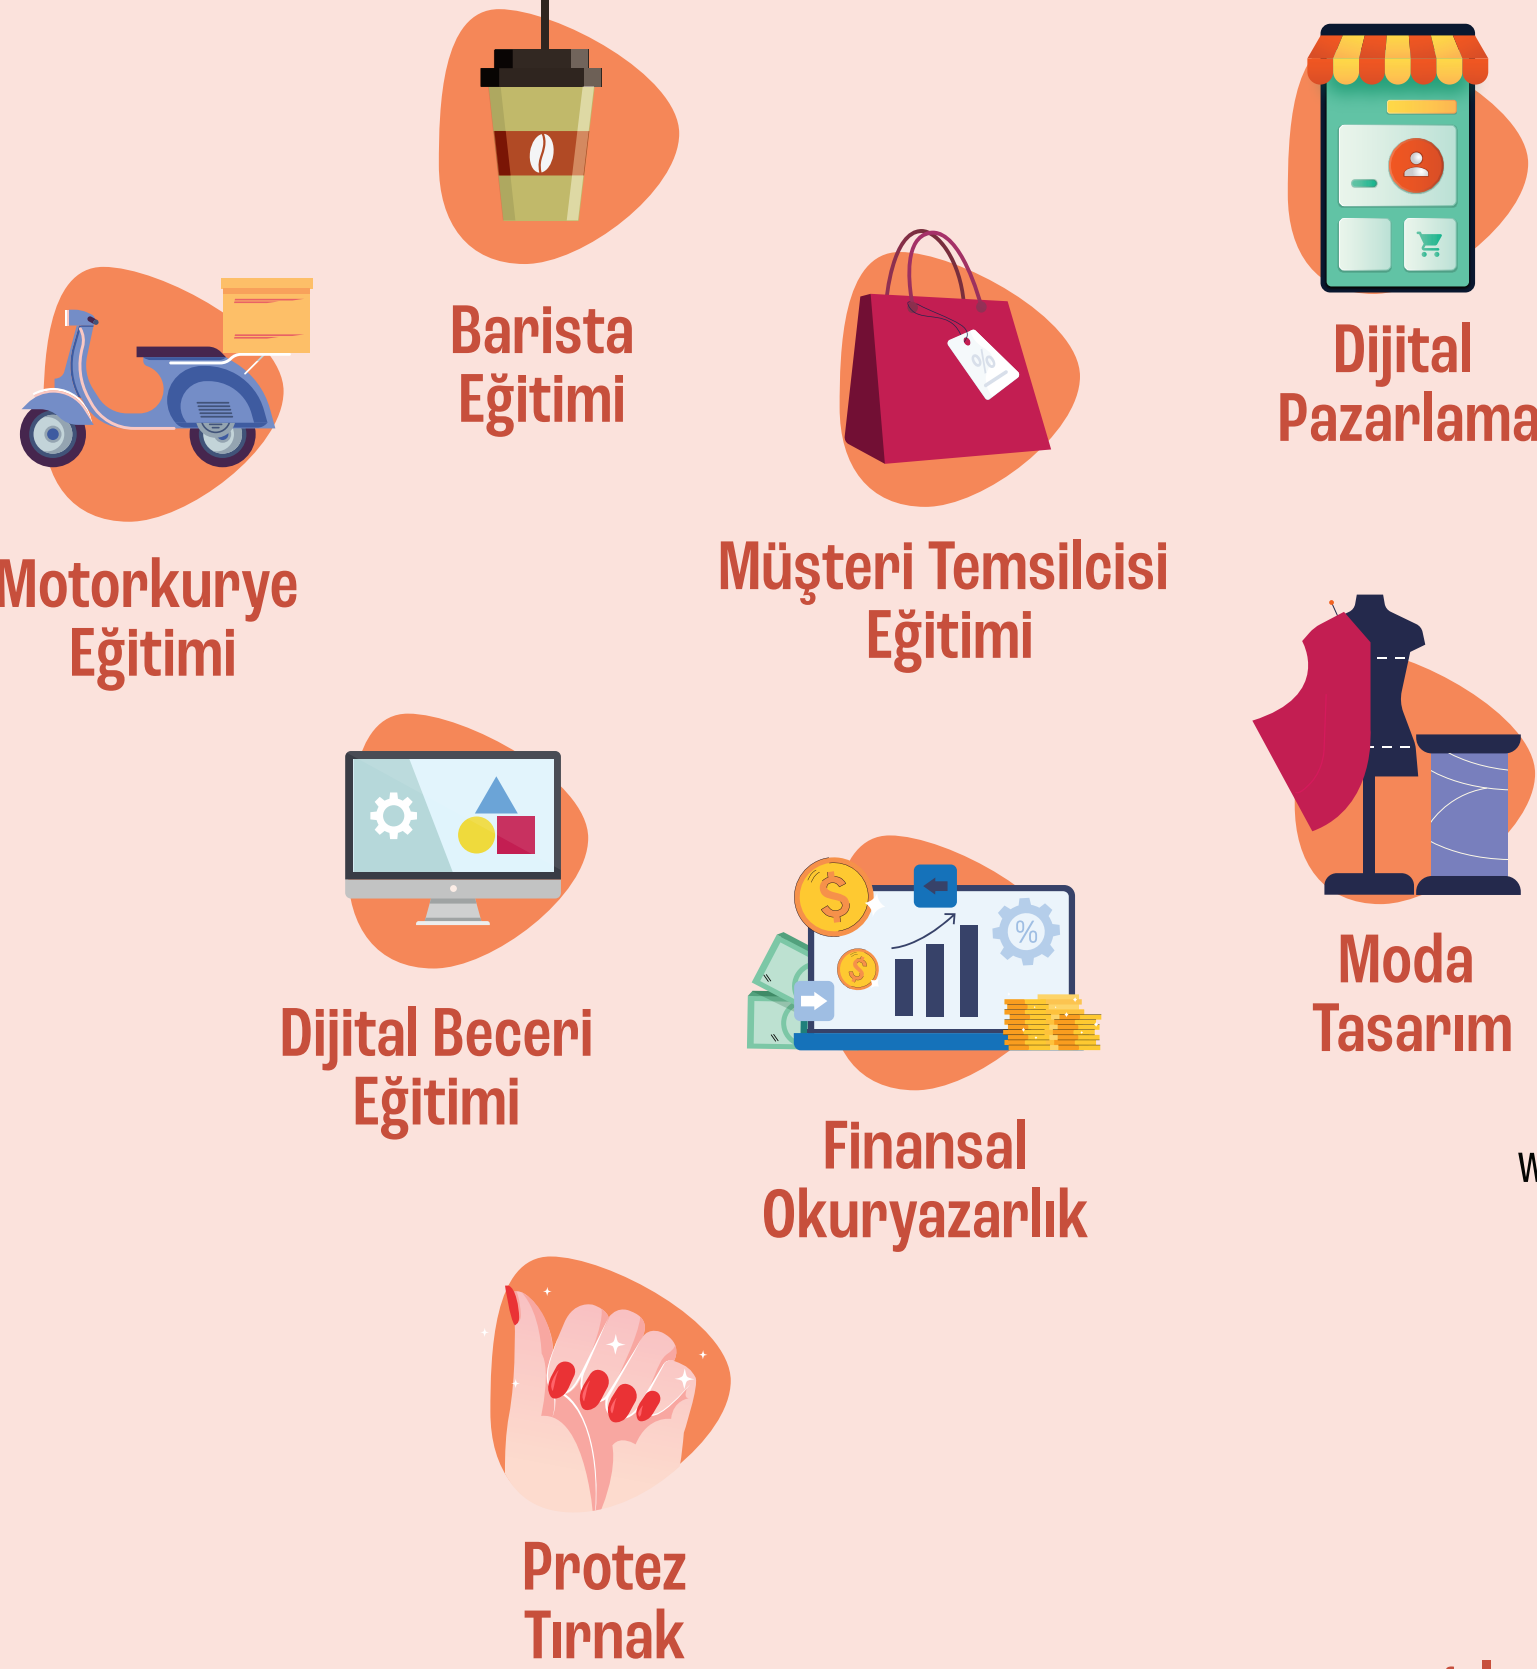 Barista
Eğitimi
Dijital
Pazarlama
Motorkurye
Eğitimi
Müşteri Temsilcisi
Eğitimi
%
Dijital Beceri
Eğitimi
Moda
Tasarım
$
$
%
Finansal
Okuryazarlık
Protez
Tırnak